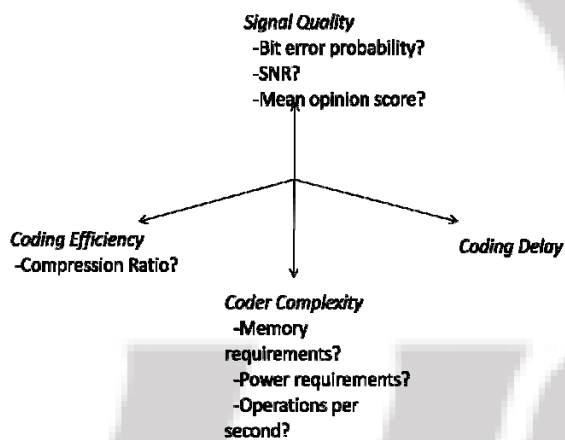 Signal Quality
-Bit error probability?
-SNR?
-Mean opinion score?
Coding Efficiency
-Compression Ratio?
Coding Delay
Coder Complexity
-Memory
requirements?
-Power requirements?
-Operations per
second?